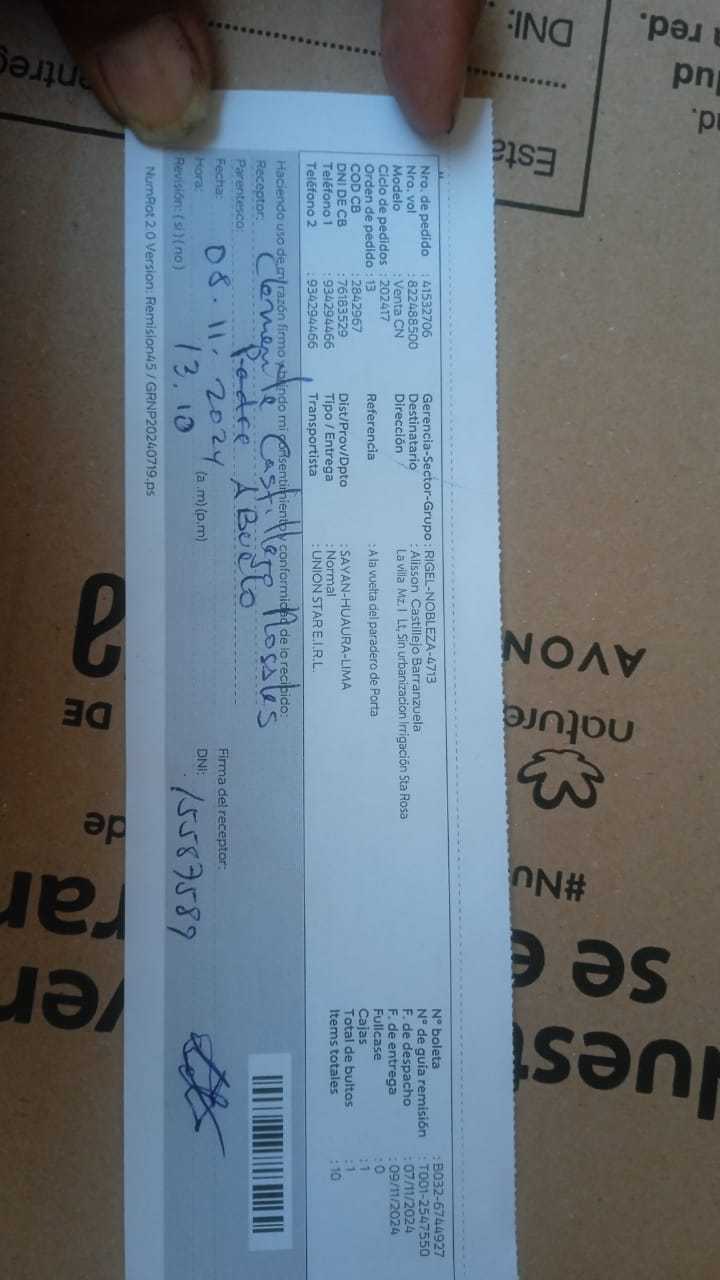 Nro. de pedido : 41532706
Nro. vol : 822488500
Modelo : Venta CN
Ciclo de pedidos : 202417
Orden de pedido : 13
COD CB : 2842967
DNI DE CB : 76183529
Teléfono 1 : 934294466
Teléfono 2 : 934294466
Gerencia-Sector-Grupo : RIGEL-NOBLEZA-4713
Destinatario : Alisson Castillejo Barranzuela
Dirección La villa Mz. I Lt, Sin urbanizacion Irrigación Sta Rosa
Referencia : A la vuelta del paradero de Porta
Dist/Prov/Dpto : SAYAN-HUAURA-LIMA
Tipo / Entrega : Normal
Transportista : UNION STAR E.I.R.L.
N° boleta : B032-6744927
N° de guía remisión : T001-2547550
F. de despacho : 07/11/2024
F. de entrega : 09/11/2024
Fullcase : 0
Cajas : 1
Total de bultos : 1
Items totales : 10
Haciendo uso de mi razón firmo y brindo mi consentimiento y conformidad de lo recibido:
Receptor: Clemente Castillejo Rosales
Parentesco: Padre ABuelo
Fecha: 08.11.2024
Hora: 13.10 (a.m)(p.m)
Revisión: (si)(no)
Firma del receptor:
DNI: 15587589
NumRot 2.0 Version: Remision45 / GRNP20240719.ps
DNI:
Esta
red.
AVON
DE
de
#Nu
se e